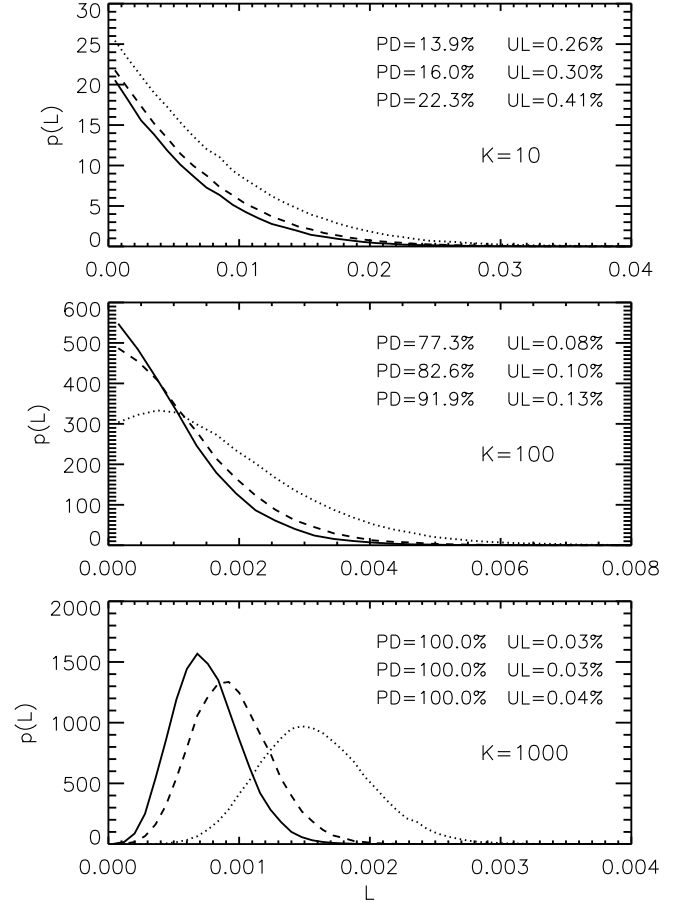 30
25
20
15
10
5
0
p(L)
PD=13.9% UL=0.26%
PD=16.0% UL=0.30%
PD=22.3% UL=0.41%
K=10
0.00 0.01 0.02 0.03 0.04
600
500
400
300
200
100
0
p(L)
PD=77.3% UL=0.08%
PD=82.6% UL=0.10%
PD=91.9% UL=0.13%
K=100
0.000 0.002 0.004 0.006 0.008
2000
1500
1000
500
0
p(L)
PD=100.0% UL=0.03%
PD=100.0% UL=0.03%
PD=100.0% UL=0.04%
K=1000
0.000 0.001 0.002 0.003 0.004
L